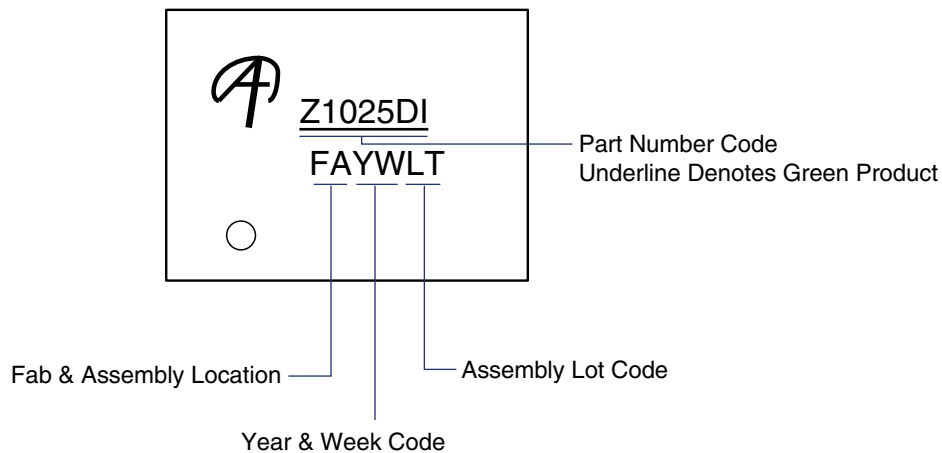 Z1025DI
FAYWLT
Part Number Code
Underline Denotes Green Product
Fab & Assembly Location
Assembly Lot Code
Year & Week Code